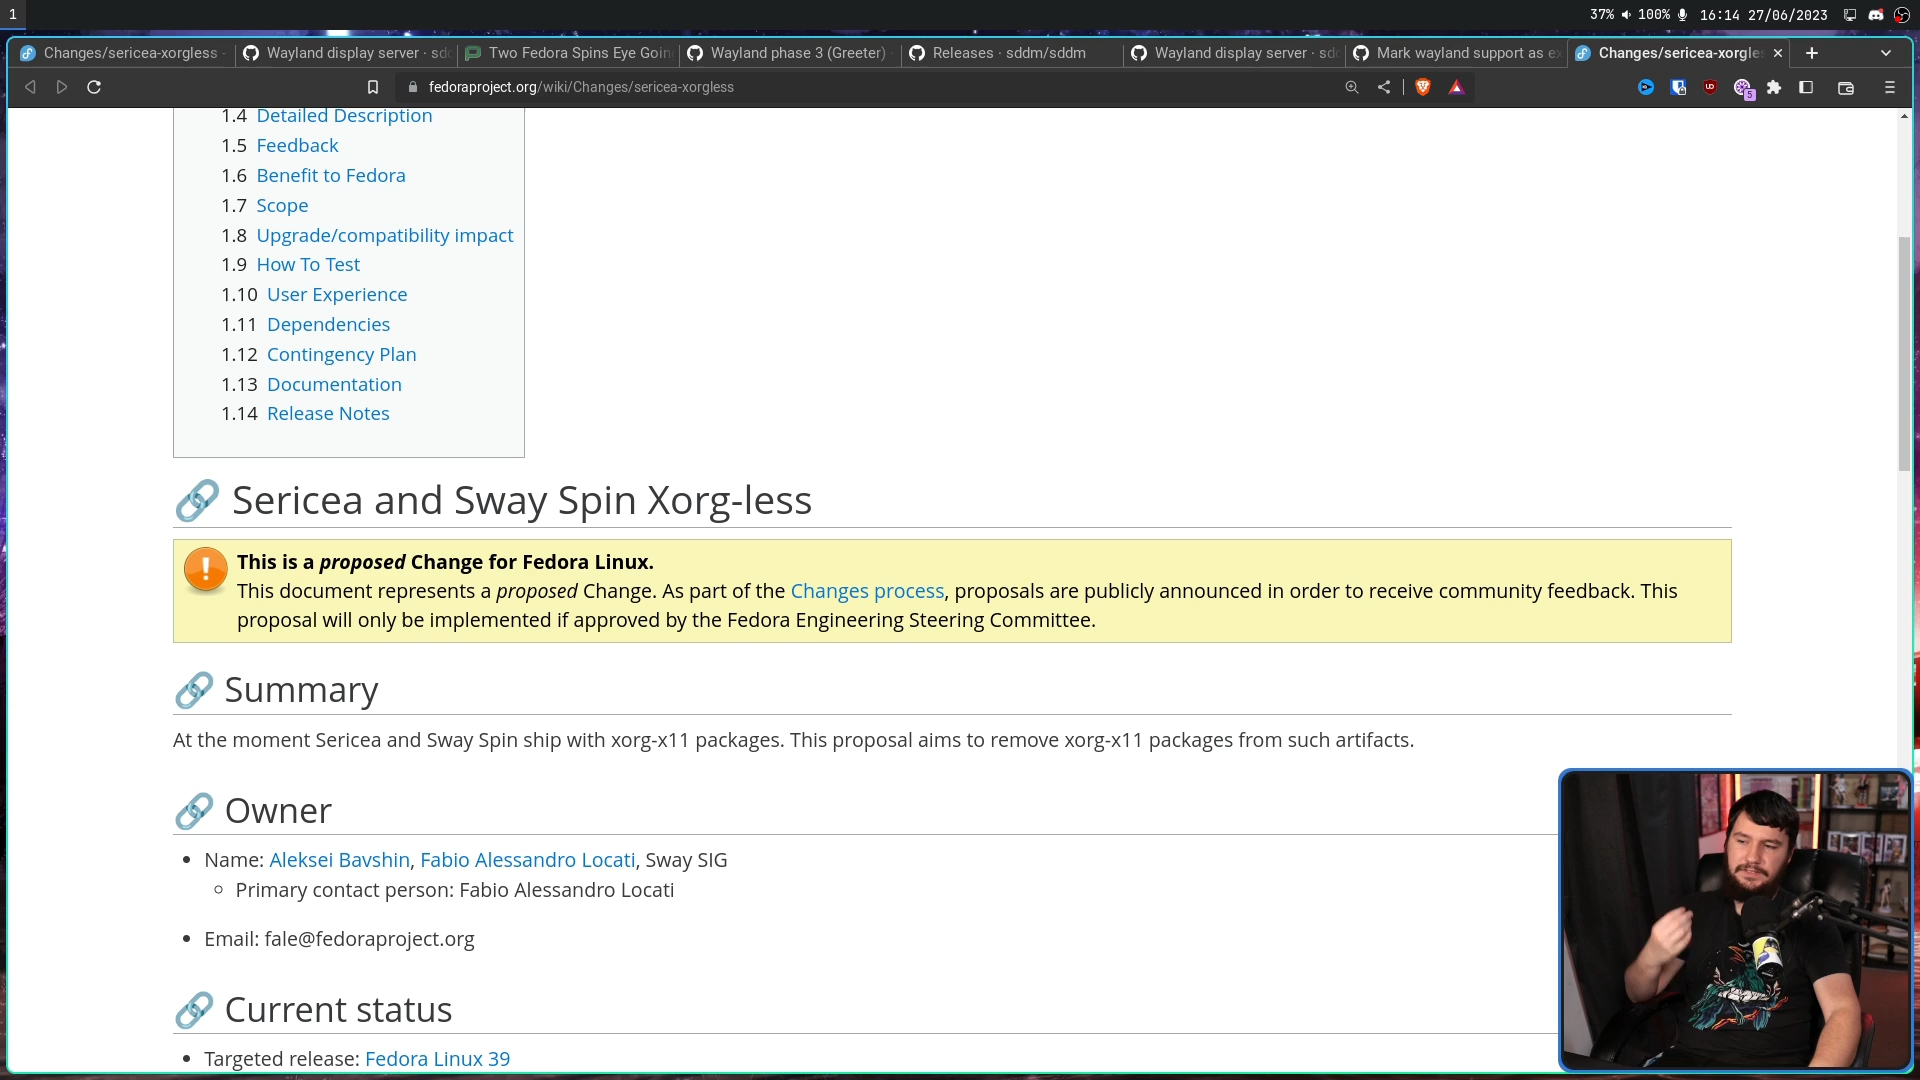 1
37% 100% 16:14 27/06/2023
Changes/sericea-xorgless -
Wayland display server · sdd
Two Fedora Spins Eye Goin
Wayland phase 3 (Greeter)
Releases · sddm/sddm
Wayland display server · sdd
Mark wayland support as ex
Changes/sericea-xorgles
fedoraproject.org/wiki/Changes/sericea-xorgless
5
1.4 Detailed Description
1.5 Feedback
1.6 Benefit to Fedora
1.7 Scope
1.8 Upgrade/compatibility impact
1.9 How To Test
1.10 User Experience
1.11 Dependencies
1.12 Contingency Plan
1.13 Documentation
1.14 Release Notes
Sericea and Sway Spin Xorg-less
This is a proposed Change for Fedora Linux.
This document represents a proposed Change. As part of the Changes process, proposals are publicly announced in order to receive community feedback. This
proposal will only be implemented if approved by the Fedora Engineering Steering Committee.
Summary
At the moment Sericea and Sway Spin ship with xorg-x11 packages. This proposal aims to remove xorg-x11 packages from such artifacts.
Owner
• Name: Aleksei Bavshin, Fabio Alessandro Locati, Sway SIG
◦ Primary contact person: Fabio Alessandro Locati
• Email: fale@fedoraproject.org
Current status
• Targeted release: Fedora Linux 39